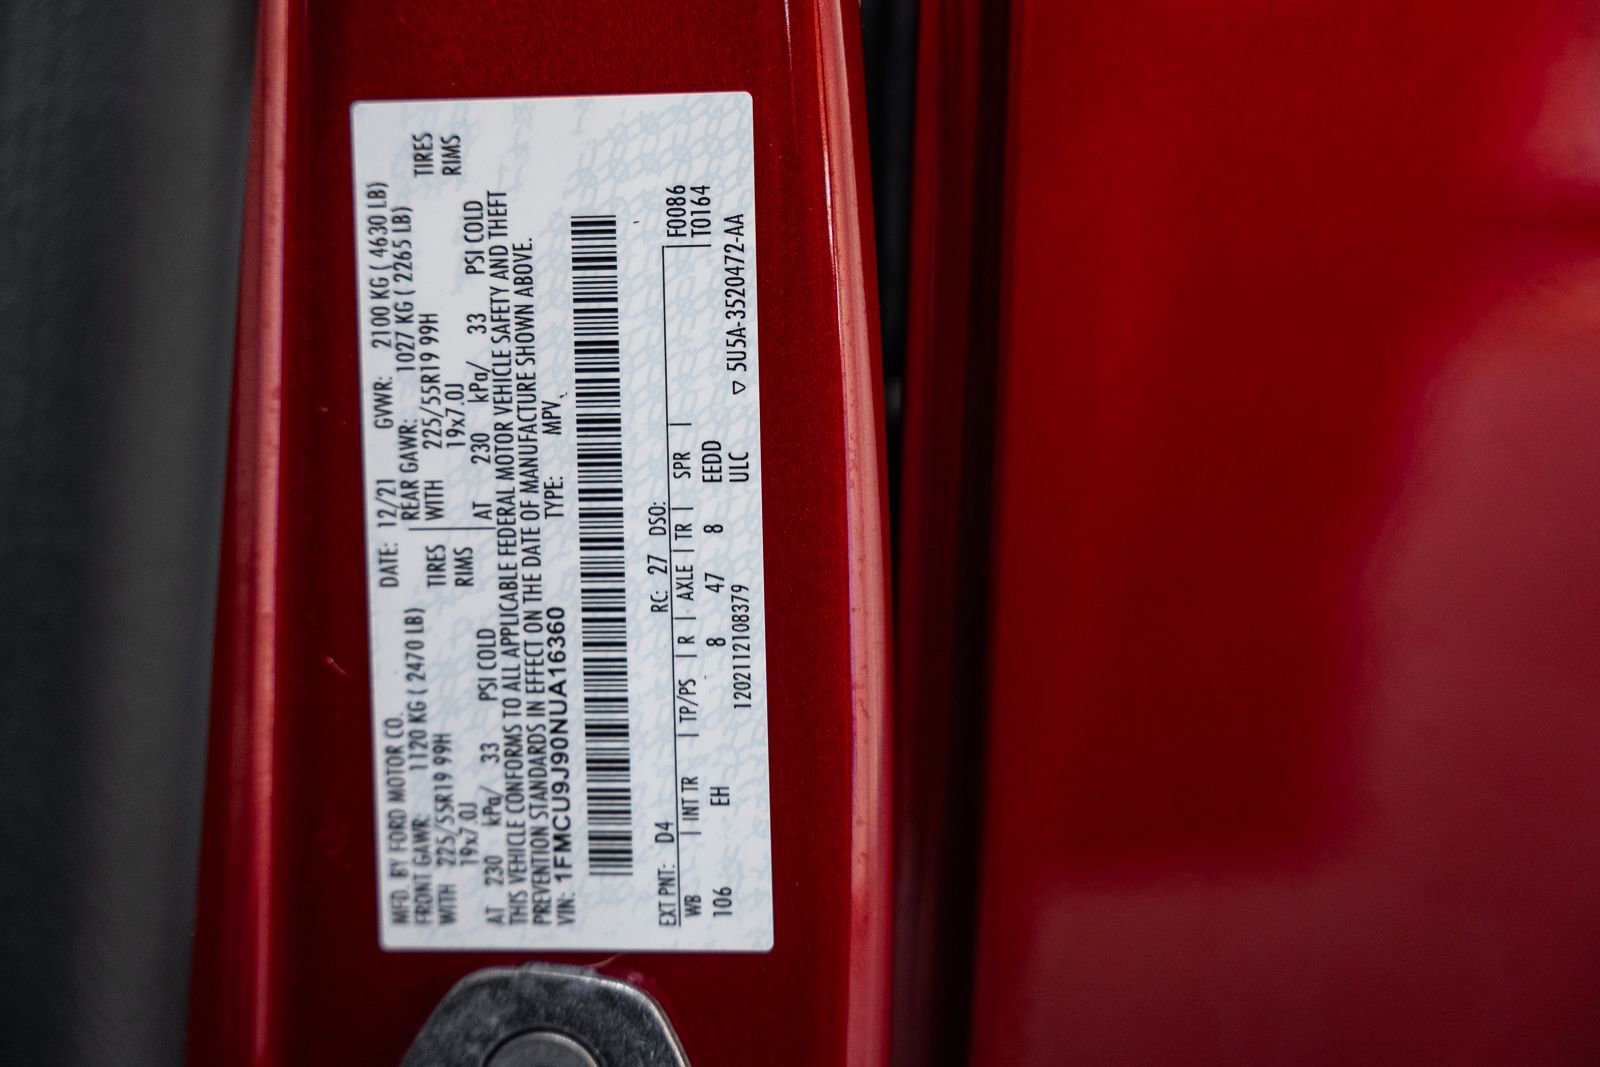 MFD. BY FORD MOTOR CO. DATE: 12/21 GVWR: 2100 KG ( 4630 LB)
FRONT GAWR: 1120 KG ( 2470 LB) REAR GAWR: 1027 KG ( 2265 LB)
WITH 225/55R19 99H TIRES WITH 225/55R19 99H TIRES
19x7.0J RIMS 19x7.0J RIMS
AT 230 kPa/ 33 PSI COLD AT 230 kPa/ 33 PSI COLD
THIS VEHICLE CONFORMS TO ALL APPLICABLE FEDERAL MOTOR VEHICLE SAFETY AND THEFT
PREVENTION STANDARDS IN EFFECT ON THE DATE OF MANUFACTURE SHOWN ABOVE.
VIN: 1FMCU9J90NUA16360 TYPE: MPV
EXT PNT: D4 RC: 27 DSO: F0086
WB | INT TR | TP/PS | R | AXLE | TR | SPR | T0164
106 EH 8 47 8 EEDD
1202112108379 ULC ▽ 5U5A-3520472-AA